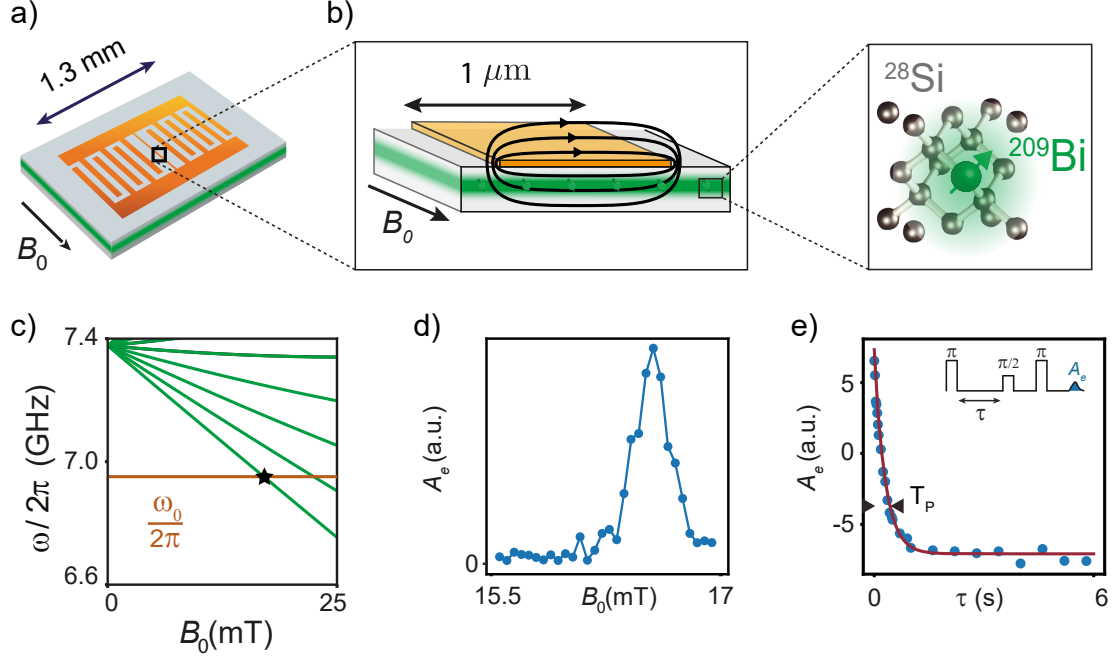 a)
1.3 mm
B₀
b)
1 μm
B₀
²⁸Si
²⁰⁹Bi
c)
7.4
7.0
6.6
ω / 2π (GHz)
ω₀
2π
0
25
B₀(mT)
d)
Aₑ (a.u.)
0
15.5
B₀(mT)
17
e)
π
π/2
π
Aₑ
τ
5
0
-5
Aₑ (a.u.)
T_P
0
τ (s)
6